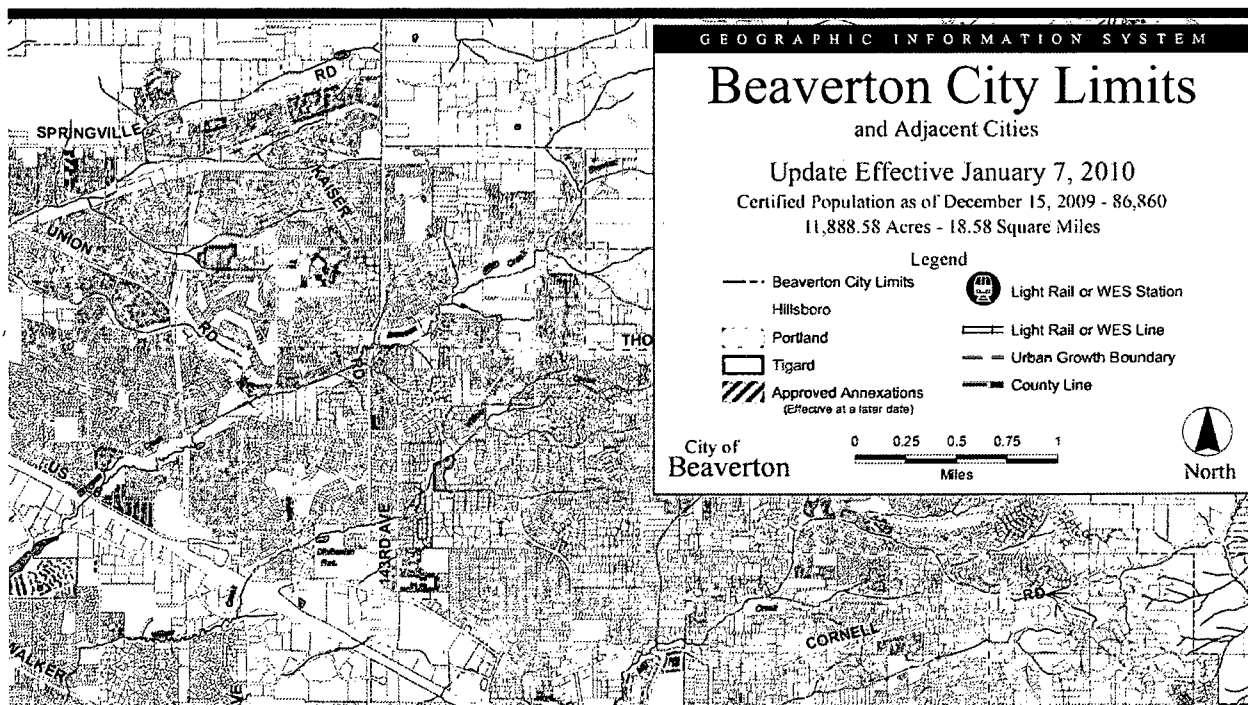 GEOGRAPHIC INFORMATION SYSTEM
Beaverton City Limits
and Adjacent Cities
Update Effective January 7, 2010
Certified Population as of December 15, 2009 - 86,860
11,888.58 Acres - 18.58 Square Miles
Legend
Beaverton City Limits
Hillsboro
Portland
Tigard
Approved Annexations
(Effective at a later date)
Light Rail or WES Station
Light Rail or WES Line
Urban Growth Boundary
County Line
City of
Beaverton
0 0.25 0.5 0.75 1
Miles
North
RD
SPRINGVILLE
KAISER
UNION
RD
THO
US
143RD AVE
Creek
RD
CORNELL
WALKER